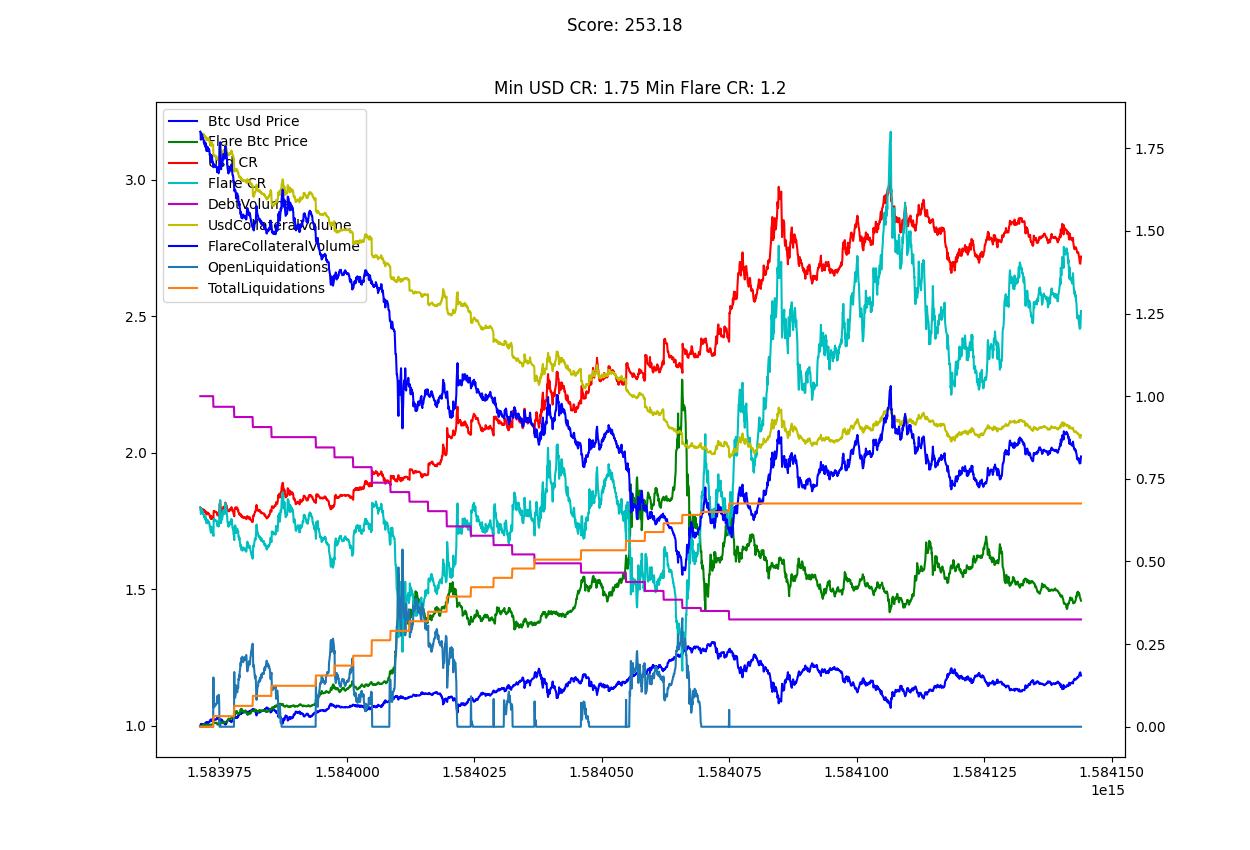 Score: 253.18
Min USD CR: 1.75 Min Flare CR: 1.2
Btc Usd Price
Flare Btc Price
Usd CR
Flare CR
DebtVolume
UsdCollateralVolume
FlareCollateralVolume
OpenLiquidations
TotalLiquidations
3.0
2.5
2.0
1.5
1.0
1.75
1.50
1.25
1.00
0.75
0.50
0.25
0.00
1.583975
1.584000
1.584025
1.584050
1.584075
1.584100
1.584125
1.584150
1e15